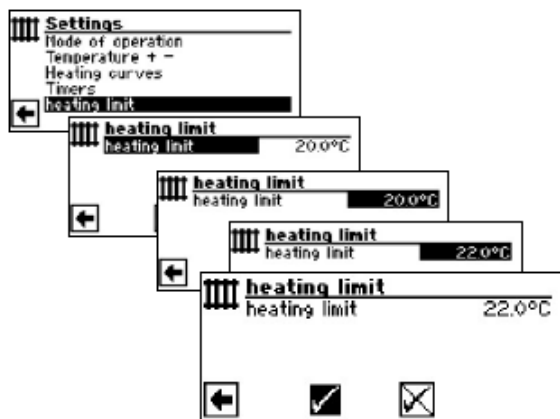 Settings
Mode of operation
Temperature + -
Heating curves
Timers
heating limit
heating limit
heating limit 20.0°C
heating limit
heating limit 20.0°C
heating limit
heating limit 22.0°C
heating limit
heating limit 22.0°C